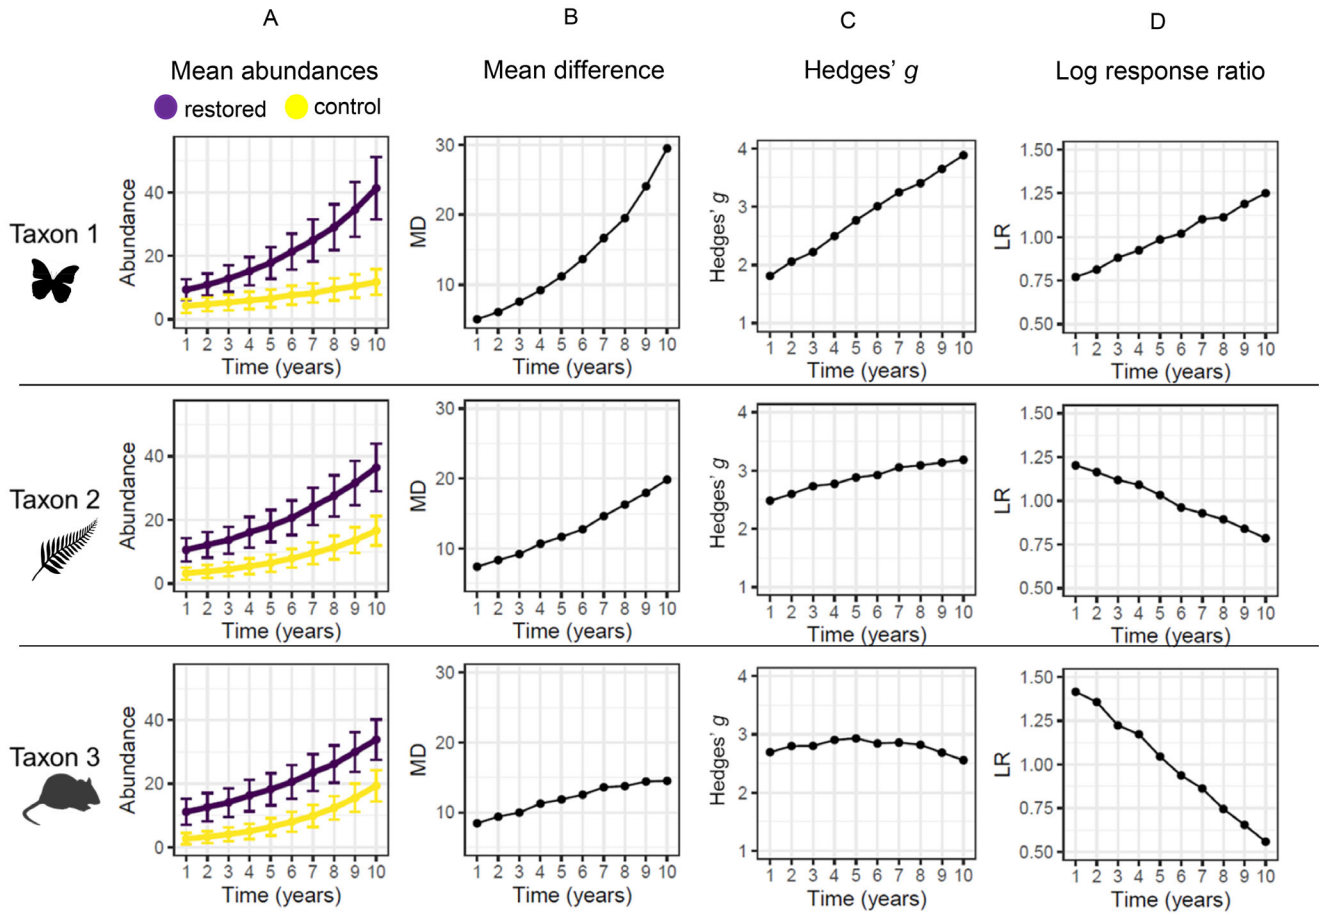 A B C D
Mean abundances Mean difference Hedges' g Log response ratio
restored control
Taxon 1
Abundance
40
20
0
1 2 3 4 5 6 7 8 9 10
Time (years)
MD
30
20
10
1 2 3 4 5 6 7 8 9 10
Time (years)
Hedges' g
4
3
2
1
1 2 3 4 5 6 7 8 9 10
Time (years)
LR
1.50
1.25
1.00
0.75
0.50
1 2 3 4 5 6 7 8 9 10
Time (years)
Taxon 2
Abundance
40
20
0
1 2 3 4 5 6 7 8 9 10
Time (years)
MD
30
20
10
1 2 3 4 5 6 7 8 9 10
Time (years)
Hedges' g
4
3
2
1
1 2 3 4 5 6 7 8 9 10
Time (years)
LR
1.50
1.25
1.00
0.75
0.50
1 2 3 4 5 6 7 8 9 10
Time (years)
Taxon 3
Abundance
40
20
0
1 2 3 4 5 6 7 8 9 10
Time (years)
MD
30
20
10
1 2 3 4 5 6 7 8 9 10
Time (years)
Hedges' g
4
3
2
1
1 2 3 4 5 6 7 8 9 10
Time (years)
LR
1.50
1.25
1.00
0.75
0.50
1 2 3 4 5 6 7 8 9 10
Time (years)